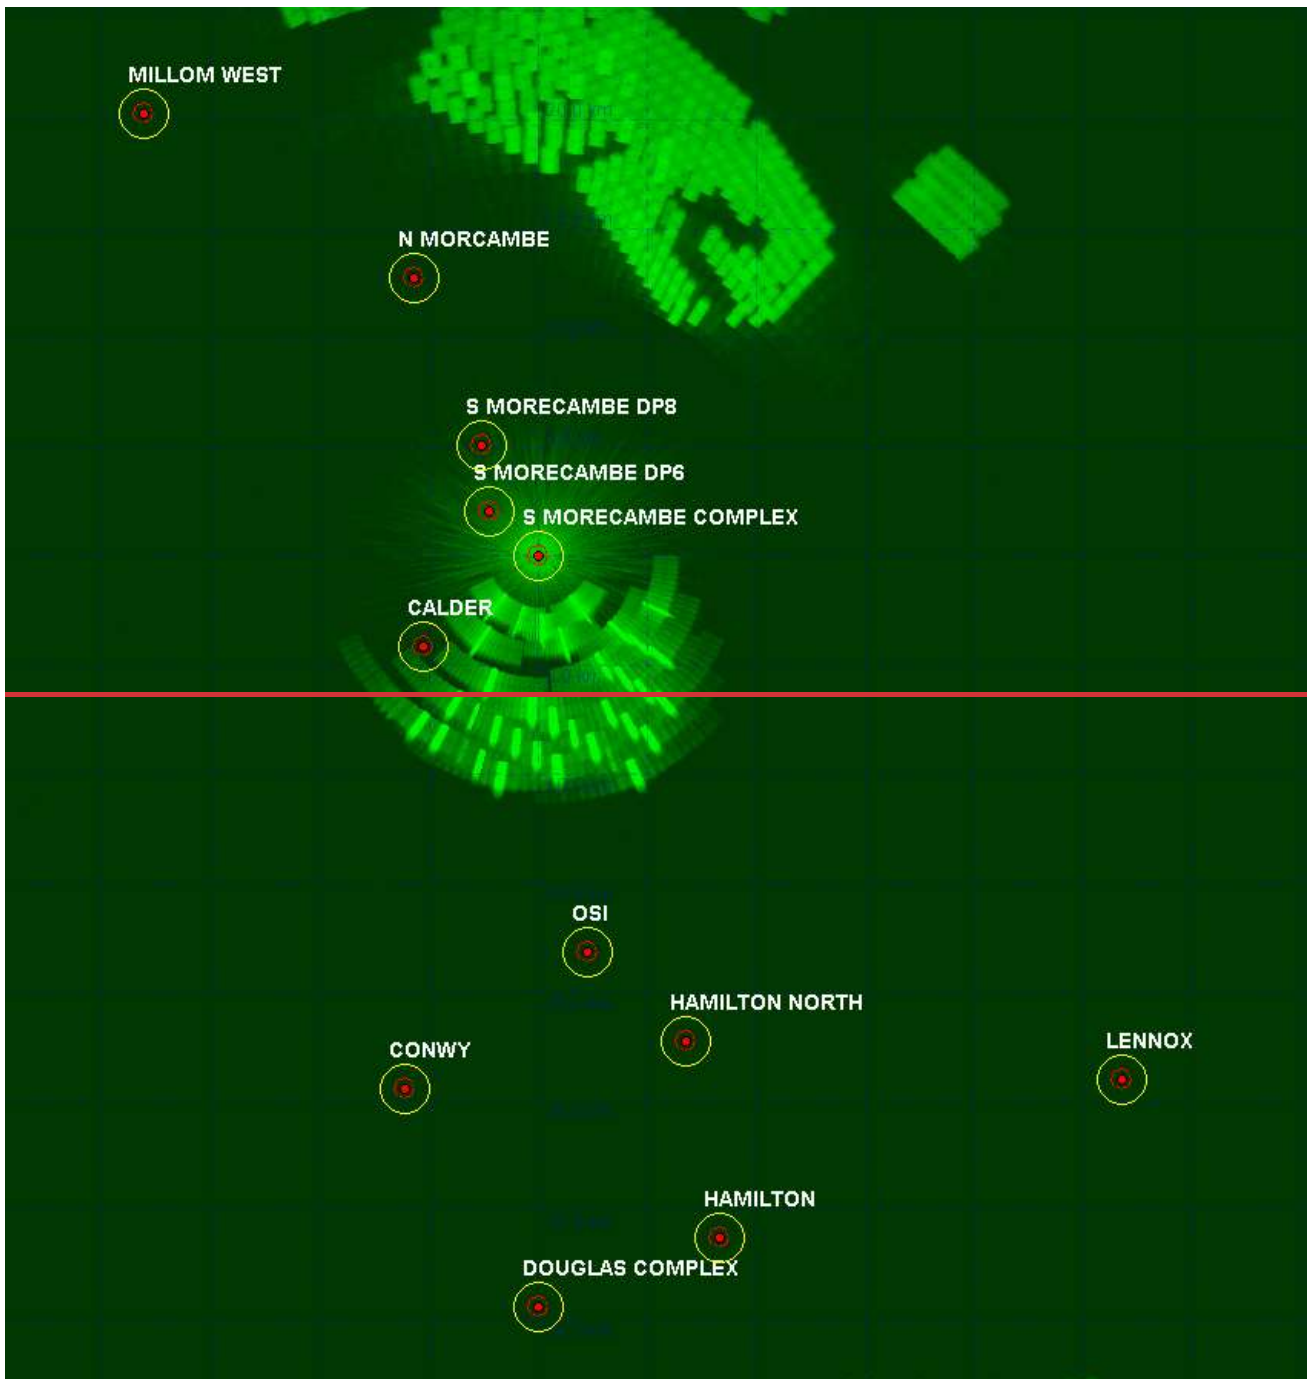 MILLOM WEST
N MORCAMBE
S MORECAMBE DP8
S MORECAMBE DP6
S MORECAMBE COMPLEX
CALDER
OSI
HAMILTON NORTH
LENNOX
CONWY
HAMILTON
DOUGLAS COMPLEX